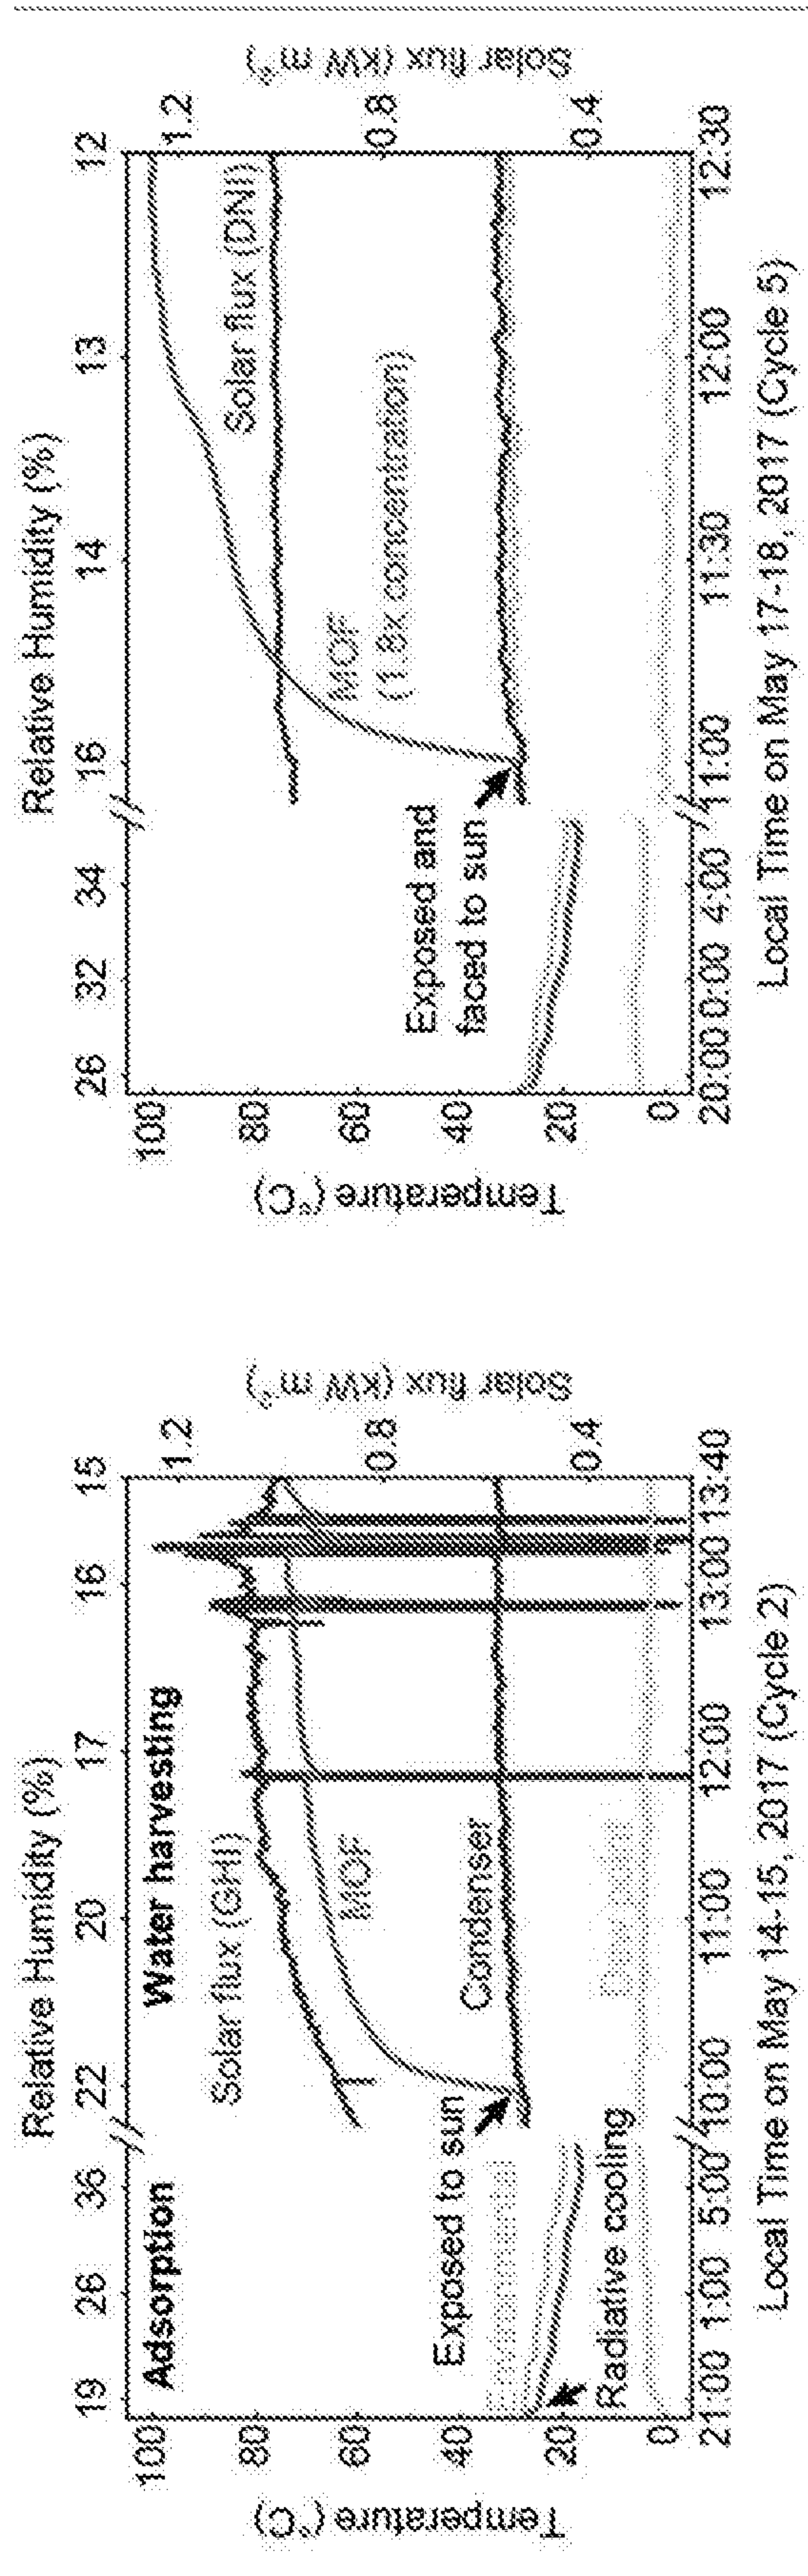 Relative Humidity (%)
19 28 36 22 20 17 16 15
Adsorption
Water harvesting
Solar flux (GHI)
MOF
Exposed to sun
Condenser
Radiative cooling
Temperature (°C)
100
80
60
40
20
0
Solar flux (kW m⁻²)
1.2
0.8
0.4
21:00 1:00 5:00 10:00 11:00 12:00 13:00 13:40
Local Time on May 14-15, 2017 (Cycle 2)
Relative Humidity (%)
28 32 34 16 14 13 12
Solar flux (DNI)
MOF
(1.8x concentration)
Exposed and
faced to sun
Temperature (°C)
100
80
60
40
20
0
Solar flux (kW m⁻²)
1.2
0.8
0.4
20:00 0:00 4:00 11:00 11:30 12:00 12:30
Local Time on May 17-18, 2017 (Cycle 5)